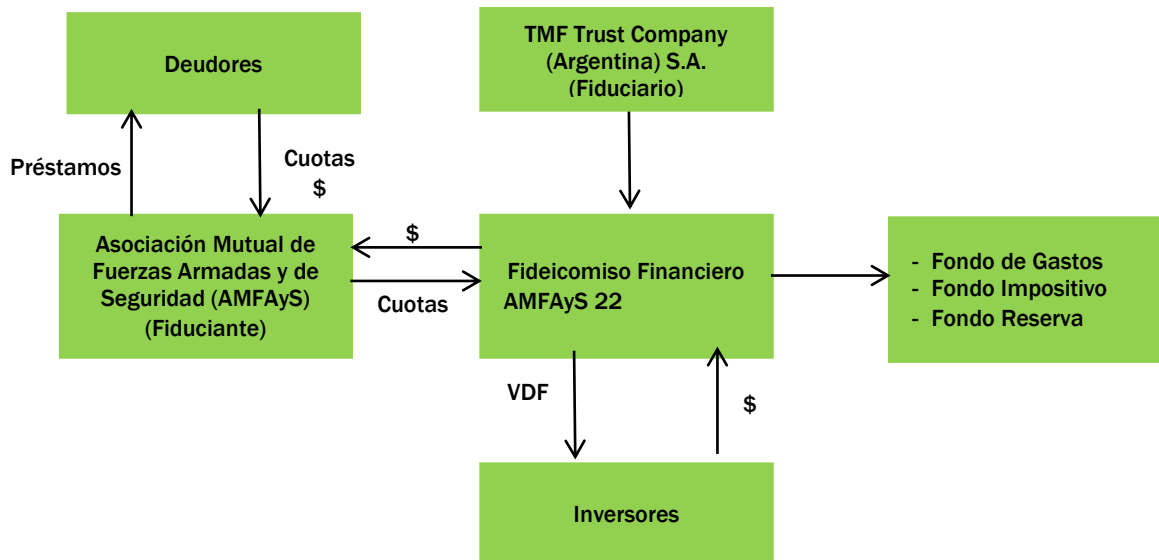 Deudores
TMF Trust Company
(Argentina) S.A.
(Fiduciario)
Préstamos
Cuotas
$
Asociación Mutual de
Fuerzas Armadas y de
Seguridad (AMFAyS)
(Fiduciante)
$
Cuotas
Fideicomiso Financiero
AMFAyS 22
- Fondo de Gastos
- Fondo Impositivo
- Fondo Reserva
VDF
$
Inversores